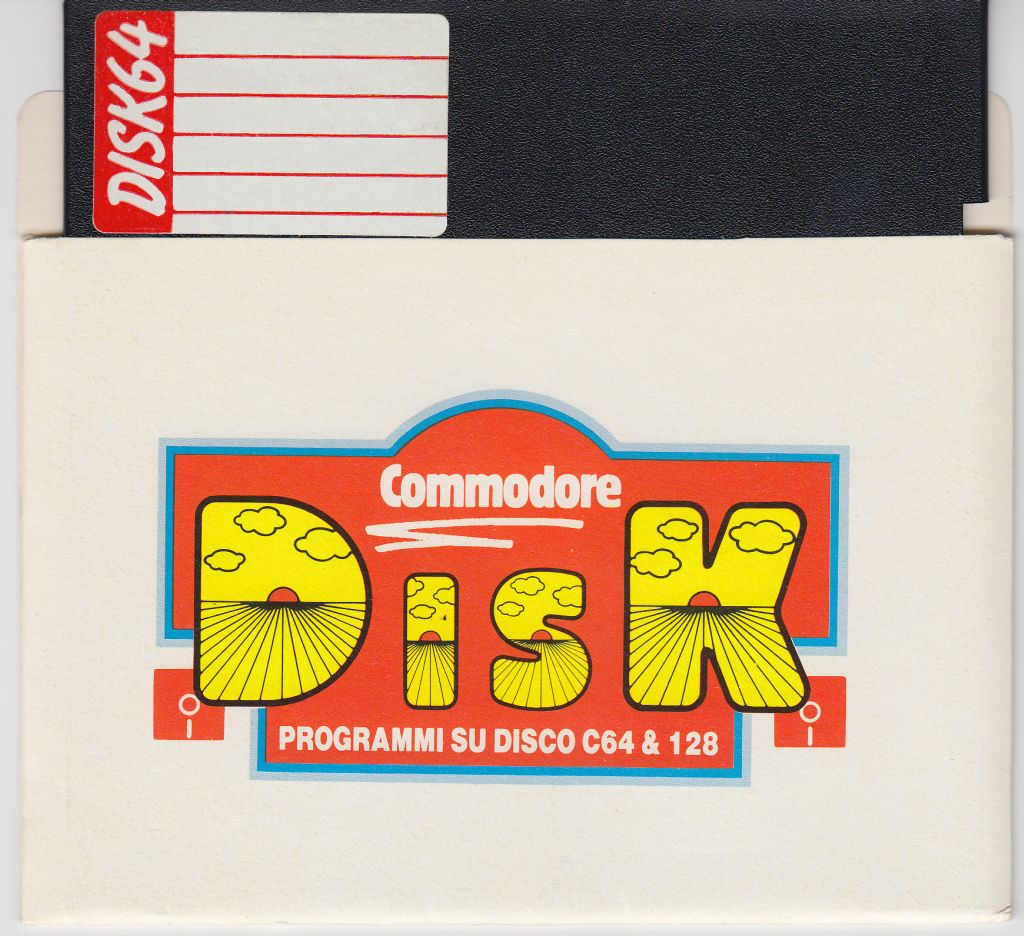 DISK64
Commodore
DISK
PROGRAMMI SU DISCO C64 & 128